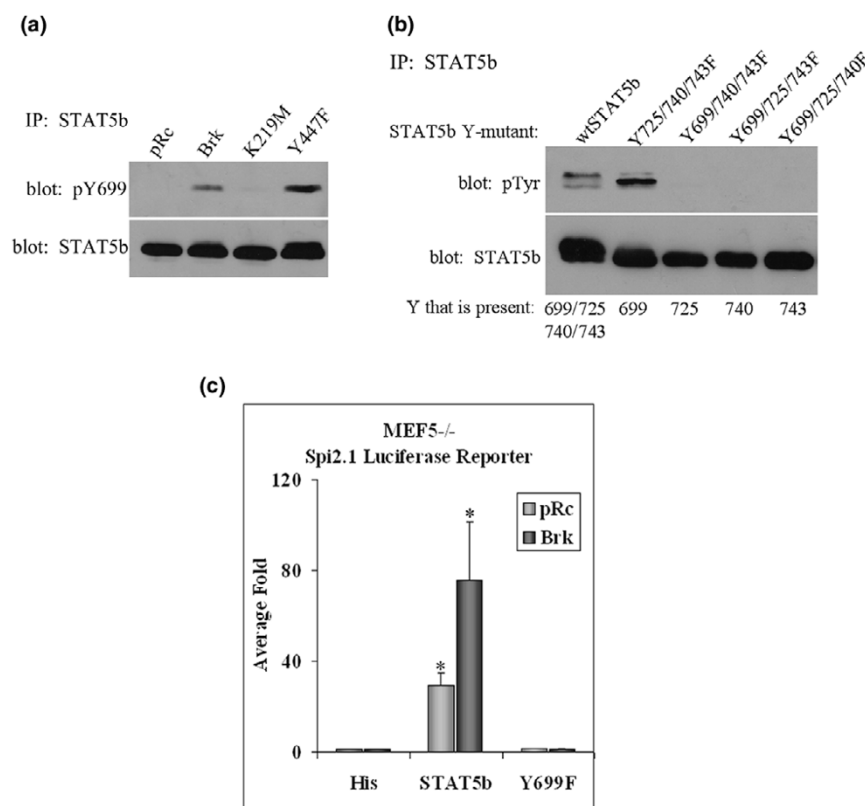 (a)
IP: STAT5b
pRc Brk K219M Y447F
blot: pY699
blot: STAT5b
(b)
IP: STAT5b
STAT5b Y-mutant: wtSTAT5b Y725/740/743F Y699/740/743F Y699/725/743F Y699/725/740F
blot: pTyr
blot: STAT5b
Y that is present: 699/725 699 725 740 743
740/743
(c)
MEF5-/-
Spi2.1 Luciferase Reporter
120
80
40
0
Average Fold
pRc
Brk
*
*
His STAT5b Y699F